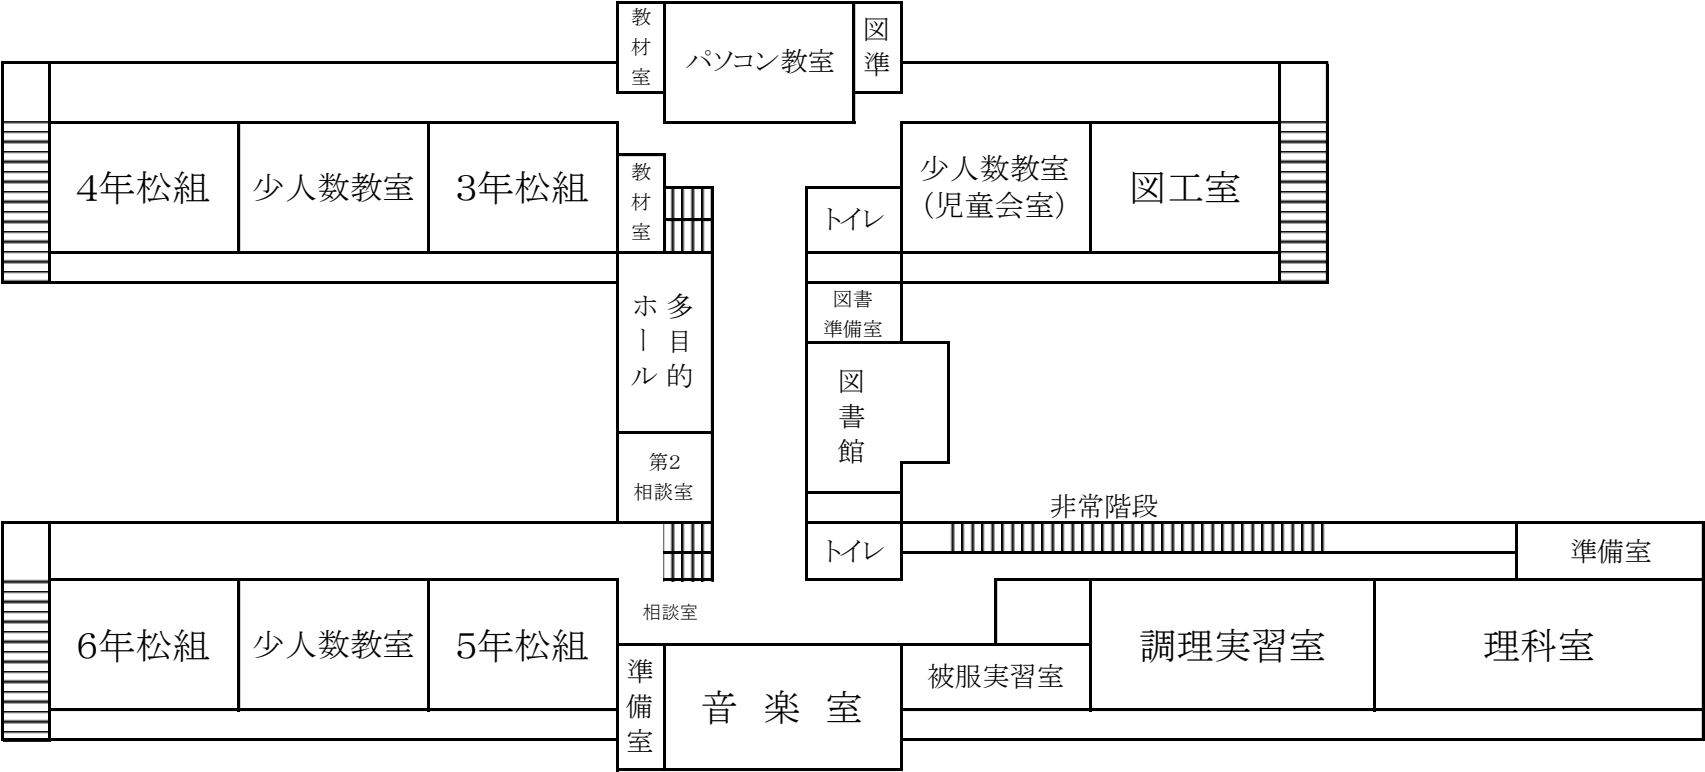 教材室
パソコン教室
図準
4年松組
少人数教室
3年松組
教材室
トイレ
少人数教室
(児童会室)
図工室
多目的
ホール
図書
準備室
図書館
第2
相談室
非常階段
トイレ
準備室
相談室
6年松組
少人数教室
5年松組
準備室
音楽室
被服実習室
調理実習室
理科室